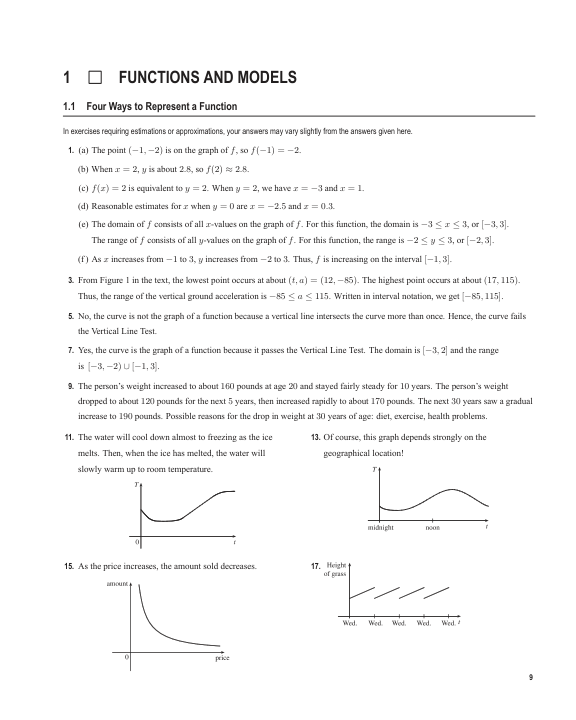 1 □ FUNCTIONS AND MODELS
1.1 Four Ways to Represent a Function
In exercises requiring estimations or approximations, your answers may vary slightly from the answers given here.
1. (a) The point (−1, −2) is on the graph of f, so f(−1) = −2.
(b) When x = 2, y is about 2.8, so f(2) ≈ 2.8.
(c) f(x) = 2 is equivalent to y = 2. When y = 2, we have x = −3 and x = 1.
(d) Reasonable estimates for x when y = 0 are x = −2.5 and x = 0.3.
(e) The domain of f consists of all x-values on the graph of f. For this function, the domain is −3 ≤ x ≤ 3, or [−3, 3].
The range of f consists of all y-values on the graph of f. For this function, the range is −2 ≤ y ≤ 3, or [−2, 3].
(f) As x increases from −1 to 3, y increases from −2 to 3. Thus, f is increasing on the interval [−1, 3].
3. From Figure 1 in the text, the lowest point occurs at about (t, a) = (12, −85). The highest point occurs at about (17, 115).
Thus, the range of the vertical ground acceleration is −85 ≤ a ≤ 115. Written in interval notation, we get [−85, 115].
5. No, the curve is not the graph of a function because a vertical line intersects the curve more than once. Hence, the curve fails
the Vertical Line Test.
7. Yes, the curve is the graph of a function because it passes the Vertical Line Test. The domain is [−3, 2] and the range
is [−3, −2) ∪ [−1, 3].
9. The person's weight increased to about 160 pounds at age 20 and stayed fairly steady for 10 years. The person's weight
dropped to about 120 pounds for the next 5 years, then increased rapidly to about 170 pounds. The next 30 years saw a gradual
increase to 190 pounds. Possible reasons for the drop in weight at 30 years of age: diet, exercise, health problems.
11. The water will cool down almost to freezing as the ice
melts. Then, when the ice has melted, the water will
slowly warm up to room temperature.
T
0 t
13. Of course, this graph depends strongly on the
geographical location!
T
midnight noon t
15. As the price increases, the amount sold decreases.
amount
0 price
17. Height
of grass
Wed. Wed. Wed. Wed. Wed. t
9